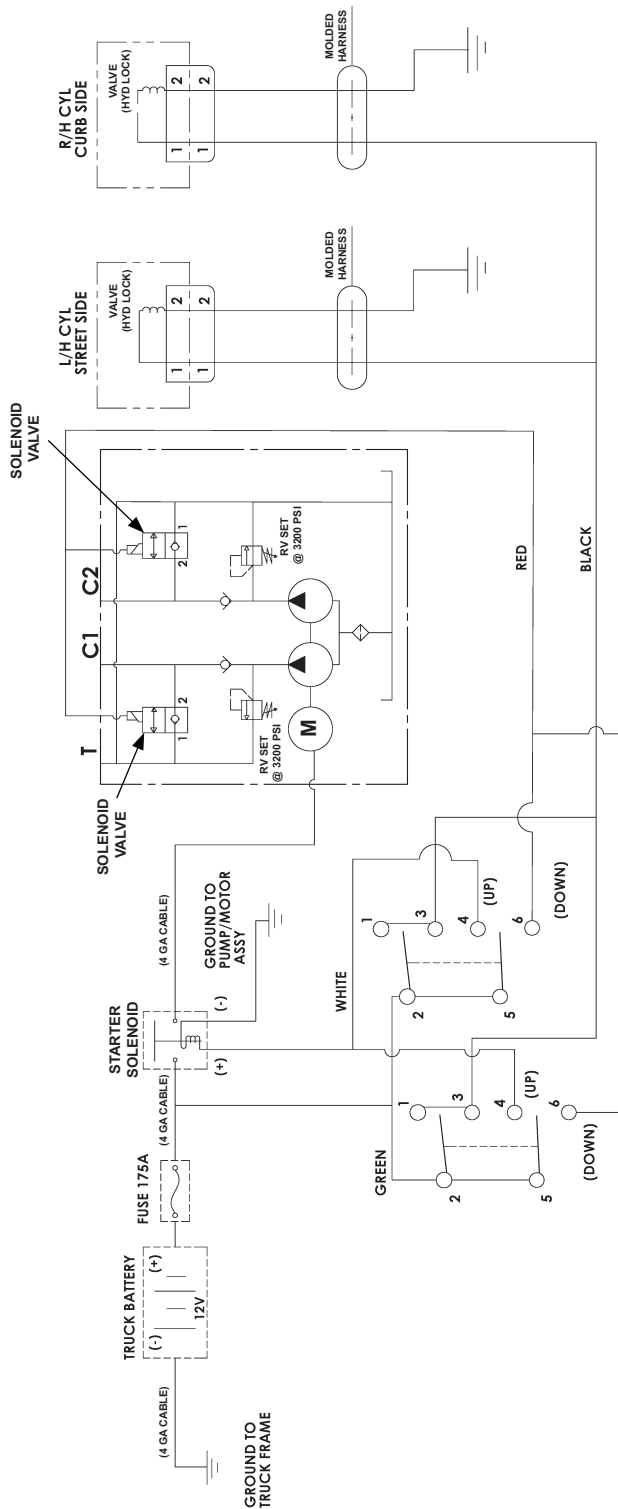 GROUND TO
TRUCK FRAME
(4 GA CABLE)
TRUCK BATTERY
(-)
(+)
12V
FUSE 175A
(4 GA CABLE)
STARTER
SOLENOID
(+)
(-)
(4 GA CABLE)
GROUND TO
PUMP/MOTOR
ASSY
GREEN
WHITE
2
5
1
3
4
(UP)
6
(DOWN)
2
5
1
3
4
(UP)
6
(DOWN)
SOLENOID
VALVE
SOLENOID
VALVE
T
C1
C2
1
2
2
1
RV SET
@ 3200 PSI
RV SET
@ 3200 PSI
M
RED
BLACK
L/H CYL
STREET SIDE
VALVE
(HYD LOCK)
1
2
1
2
MOLDED
HARNESS
R/H CYL
CURB SIDE
VALVE
(HYD LOCK)
1
2
1
2
MOLDED
HARNESS